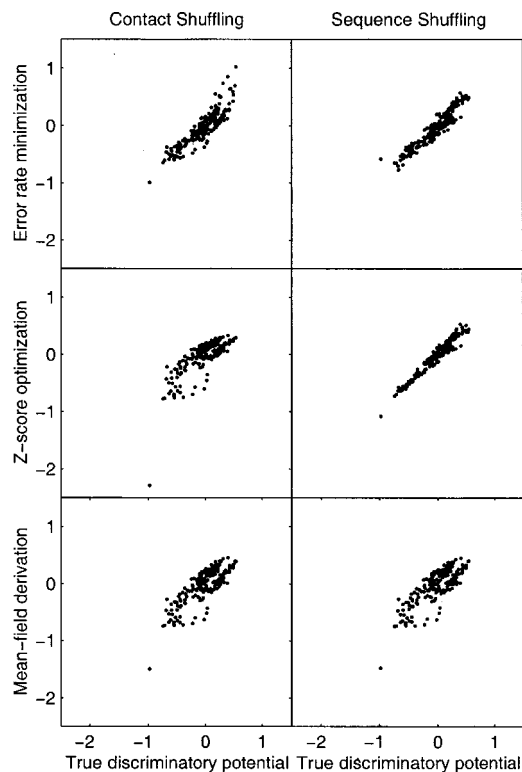 Contact Shuffling
Sequence Shuffling
Error rate minimization
1
0
−1
−2
Z−score optimization
1
0
−1
−2
Mean−field derivation
1
0
−1
−2
−2 −1 0 1
−2 −1 0 1
True discriminatory potential
True discriminatory potential